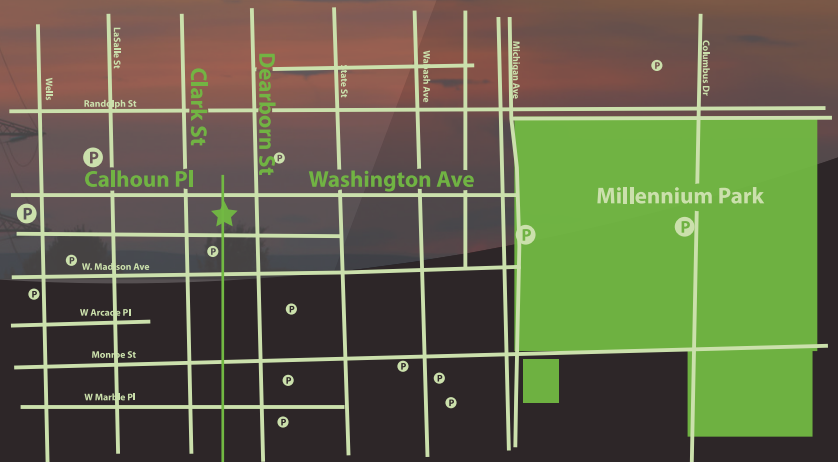 Wells
LaSalle St
Clark St
Dearborn St
State St
Wabash Ave
Michigan Ave
Columbus Dr
P
Randolph St
P
P
Calhoun Pl
Washington Ave
Millennium Park
P
P
P
P
P
W. Madison Ave
P
W Arcade Pl
P
Monroe St
P
P
P
W Marble Pl
P
P